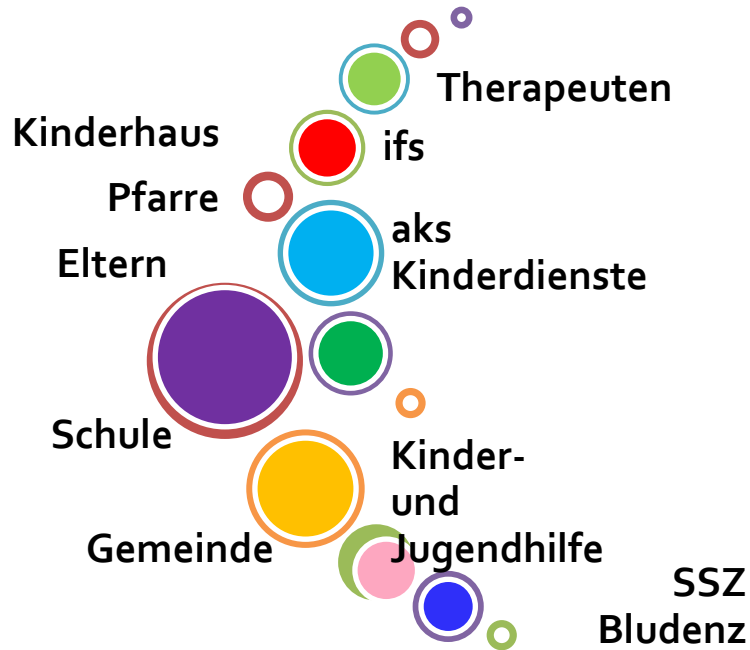 Therapeuten
Kinderhaus
ifs
Pfarre
aks
Kinderdienste
Eltern
Schule
Kinder-
und
Jugendhilfe
Gemeinde
SSZ
Bludenz